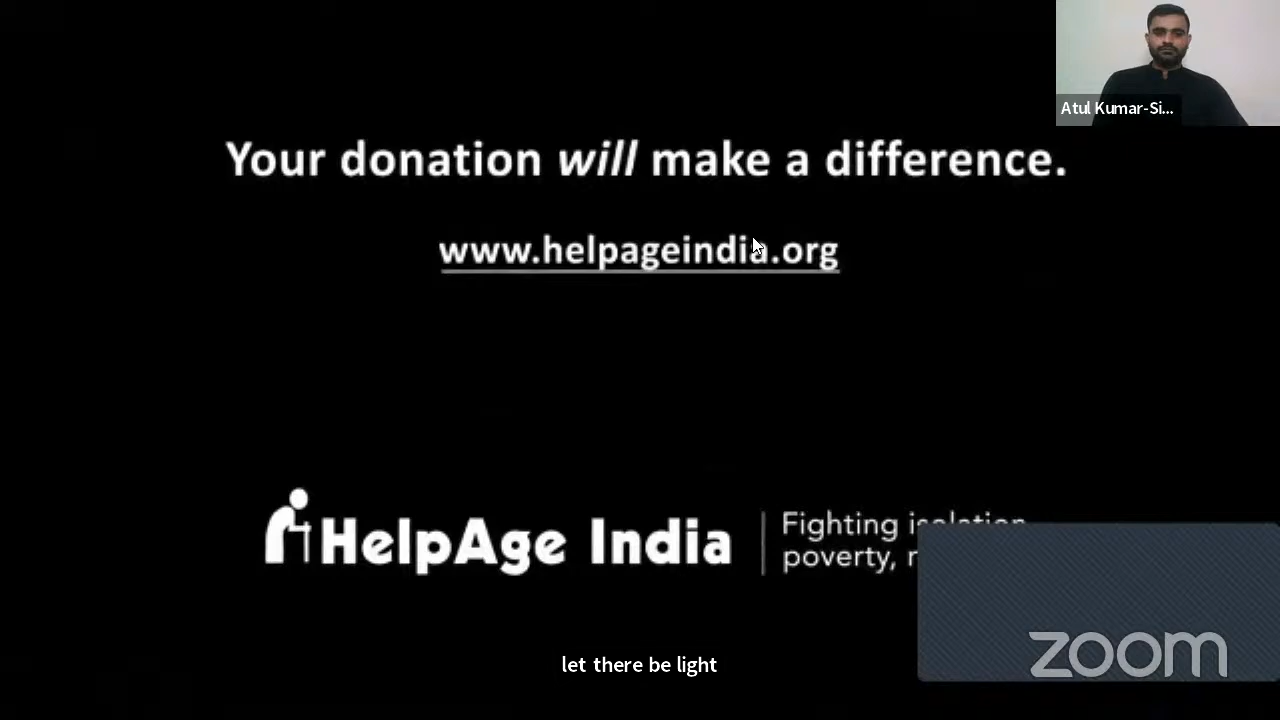 Atul Kumar-Si...
Your donation will make a difference.
www.helpageindia.org
HelpAge India
Fighting isolation
poverty,
zoom
let there be light